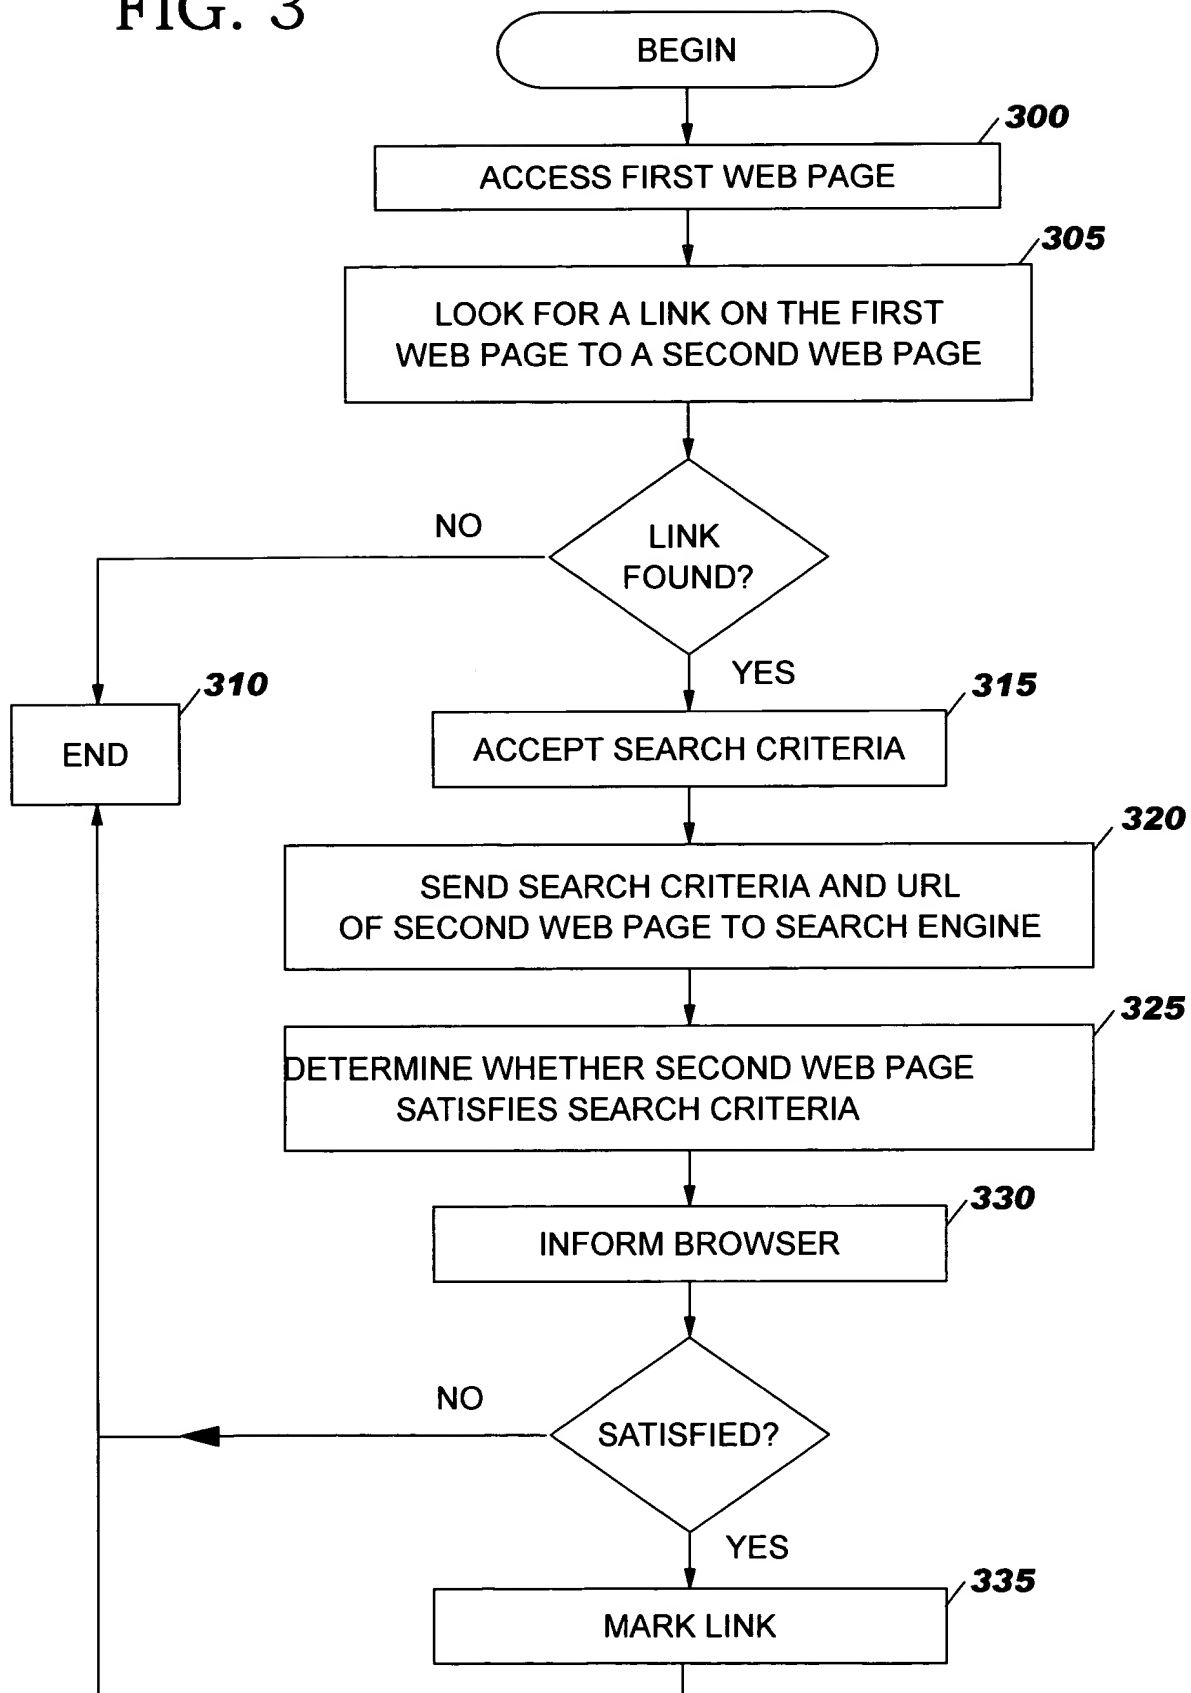 FIG. 3
BEGIN
300
ACCESS FIRST WEB PAGE
305
LOOK FOR A LINK ON THE FIRST
WEB PAGE TO A SECOND WEB PAGE
NO
LINK
FOUND?
YES
310
END
315
ACCEPT SEARCH CRITERIA
320
SEND SEARCH CRITERIA AND URL
OF SECOND WEB PAGE TO SEARCH ENGINE
325
DETERMINE WHETHER SECOND WEB PAGE
SATISFIES SEARCH CRITERIA
330
INFORM BROWSER
NO
SATISFIED?
YES
335
MARK LINK